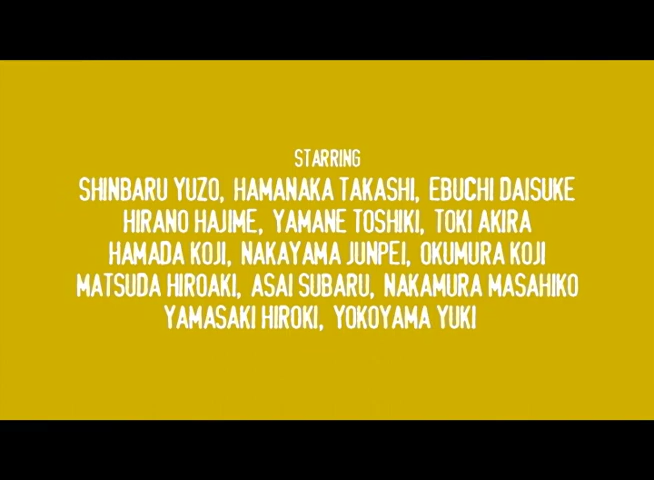 STARRING
SHINBARU YUZO, HAMANAKA TAKASHI, EBUCHI DAISUKE
HIRANO HAJIME, YAMANE TOSHIKI, TOKI AKIRA
HAMADA KOJI, NAKAYAMA JUNPEI, OKUMURA KOJI
MATSUDA HIROAKI, ASAI SUBARU, NAKAMURA MASAHIKO
YAMASAKI HIROKI, YOKOYAMA YUKI